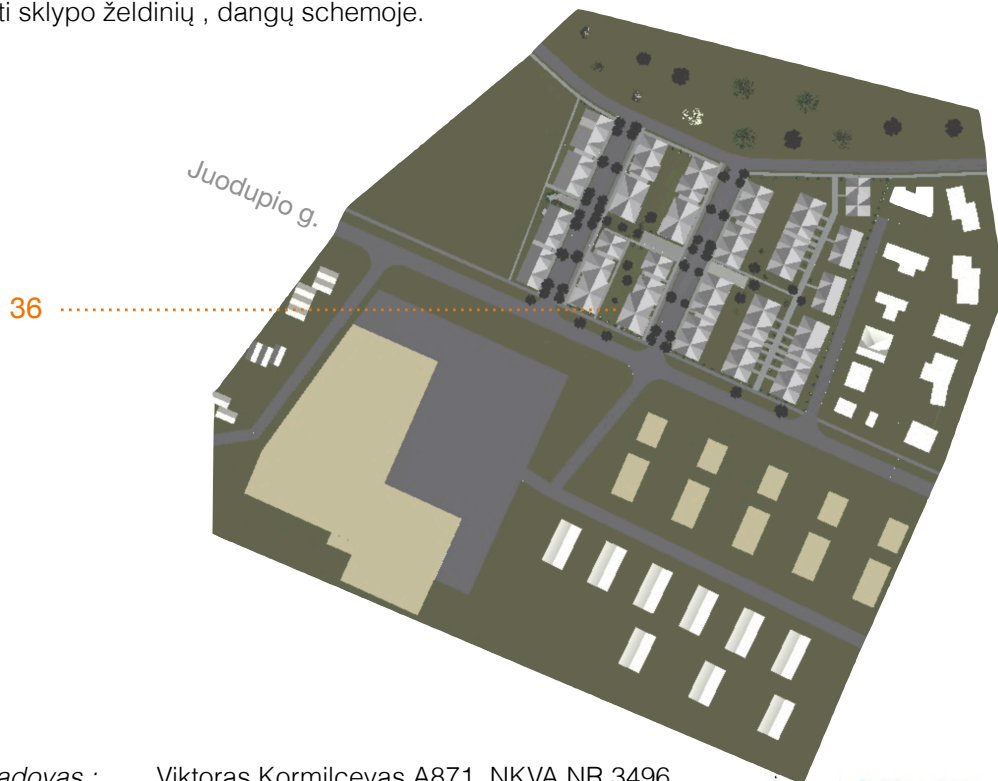 ti sklypo želdinių , dangų schemoje.
Juodupio g.
36
adovas : Viktoras Kormilcevas A871, NKVA NR.3496